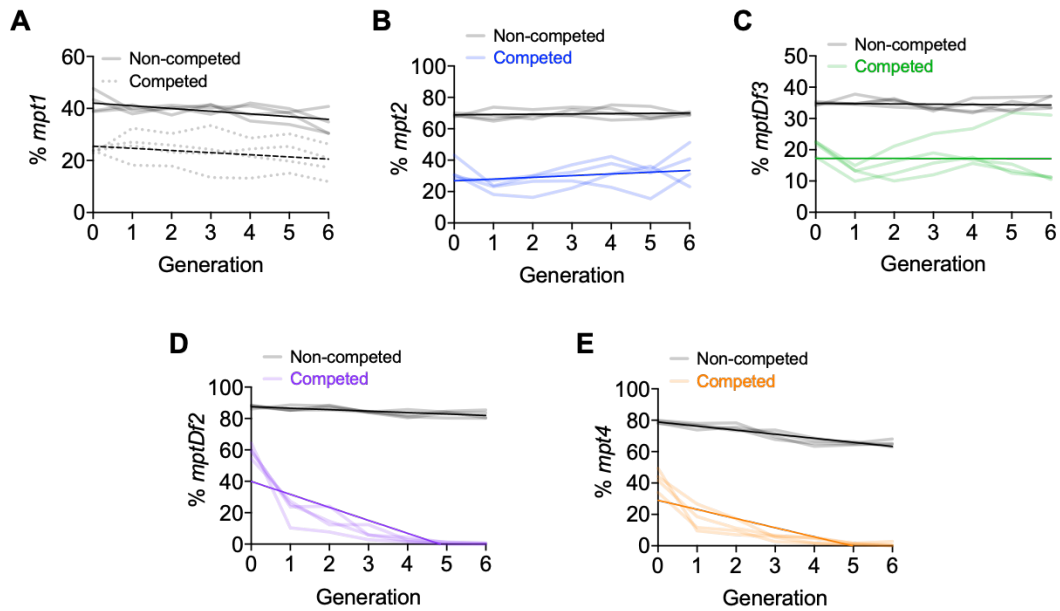 A
Non-competed
Competed
% mpt1
60
40
20
0
0 1 2 3 4 5 6
Generation
B
Non-competed
Competed
% mpt2
100
80
60
40
20
0
0 1 2 3 4 5 6
Generation
C
Non-competed
Competed
% mptDf3
50
40
30
20
10
0
0 1 2 3 4 5 6
Generation
D
Non-competed
Competed
% mptDf2
100
80
60
40
20
0
0 1 2 3 4 5 6
Generation
E
Non-competed
Competed
% mpt4
100
80
60
40
20
0
0 1 2 3 4 5 6
Generation